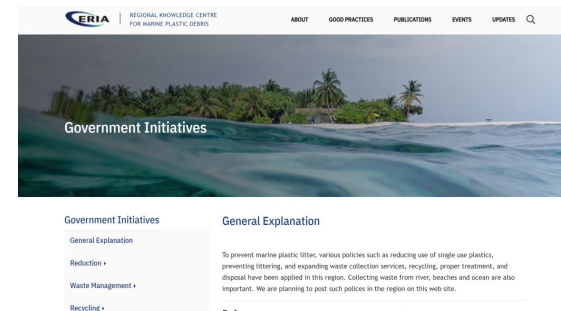 ERIA
REGIONAL KNOWLEDGE CENTRE
FOR MARINE PLASTIC DEBRIS
ABOUT GOOD PRACTICES PUBLICATIONS EVENTS UPDATES
Government Initiatives
Government Initiatives
General Explanation
Reduction
Waste Management
Recycling
General Explanation
To prevent marine plastic litter, various policies such as reducing use of single use plastics,
preventing littering, and expanding waste collection services, recycling, proper treatment, and
disposal have been applied in this region. Collecting waste from river, beaches and ocean are also
important. We are planning to post such polices in the region on this web site.